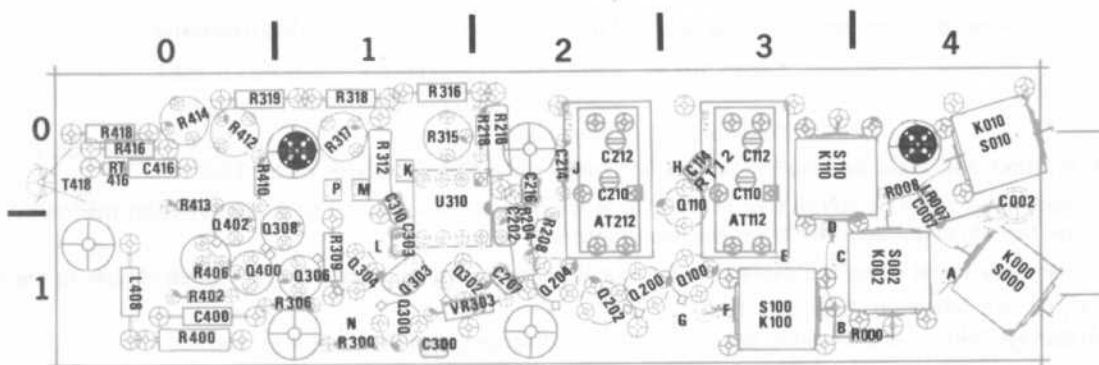 0 1 2 3 4
0
1
R319
R318
R316
R414
R412
R317
R315
R218
R216
R418
R416
RT
416
C416
T418
R413
R410
R312
K
P
M
U310
C310
C303
L
Q402
Q308
R309
Q304
Q303
Q302
VR303
Q300
N
R300
C300
R406
Q400
Q306
R402
R306
C400
R400
L408
C216
C214
C202
R204
R208
C207
Q204
Q202
Q200
Q100
J
C212
C210
AT212
H
C114
R112
Q110
C112
C110
AT112
E
G
F
S100
K100
S110
K110
D
C
B
R000
S002
K002
A
K000
S000
R008
C007
C002
K010
S010